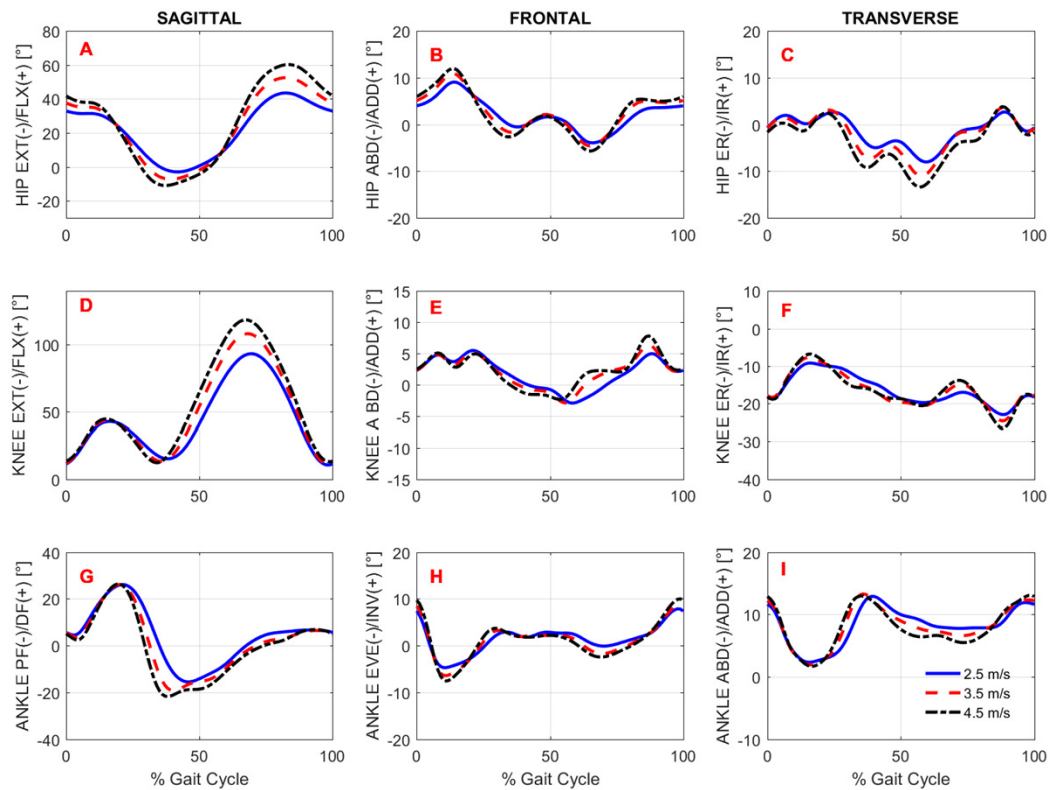 SAGITTAL FRONTAL TRANSVERSE
HIP EXT(-)/FLX(+) [°]
60
40
20
0
-20
A
0 50 100
HIP ABD(-)/ADD(+) [°]
20
10
0
-10
-20
B
0 50 100
HIP ER(-)/IR(+) [°]
20
10
0
-10
-20
C
0 50 100
KNEE EXT(-)/FLX(+) [°]
100
50
0
D
0 50 100
KNEE A BD(-)/ADD(+) [°]
15
10
5
0
-5
-10
-15
E
0 50 100
KNEE ER(-)/IR(+) [°]
10
0
-10
-20
-30
-40
F
0 50 100
ANKLE PF(-)/DF(+) [°]
40
20
0
-20
-40
G
0 50 100
% Gait Cycle
ANKLE EVE(-)/INV(+) [°]
20
10
0
-10
-20
H
0 50 100
% Gait Cycle
ANKLE ABD(-)/ADD(+) [°]
20
10
0
-10
I
2.5 m/s
3.5 m/s
4.5 m/s
0 50 100
% Gait Cycle